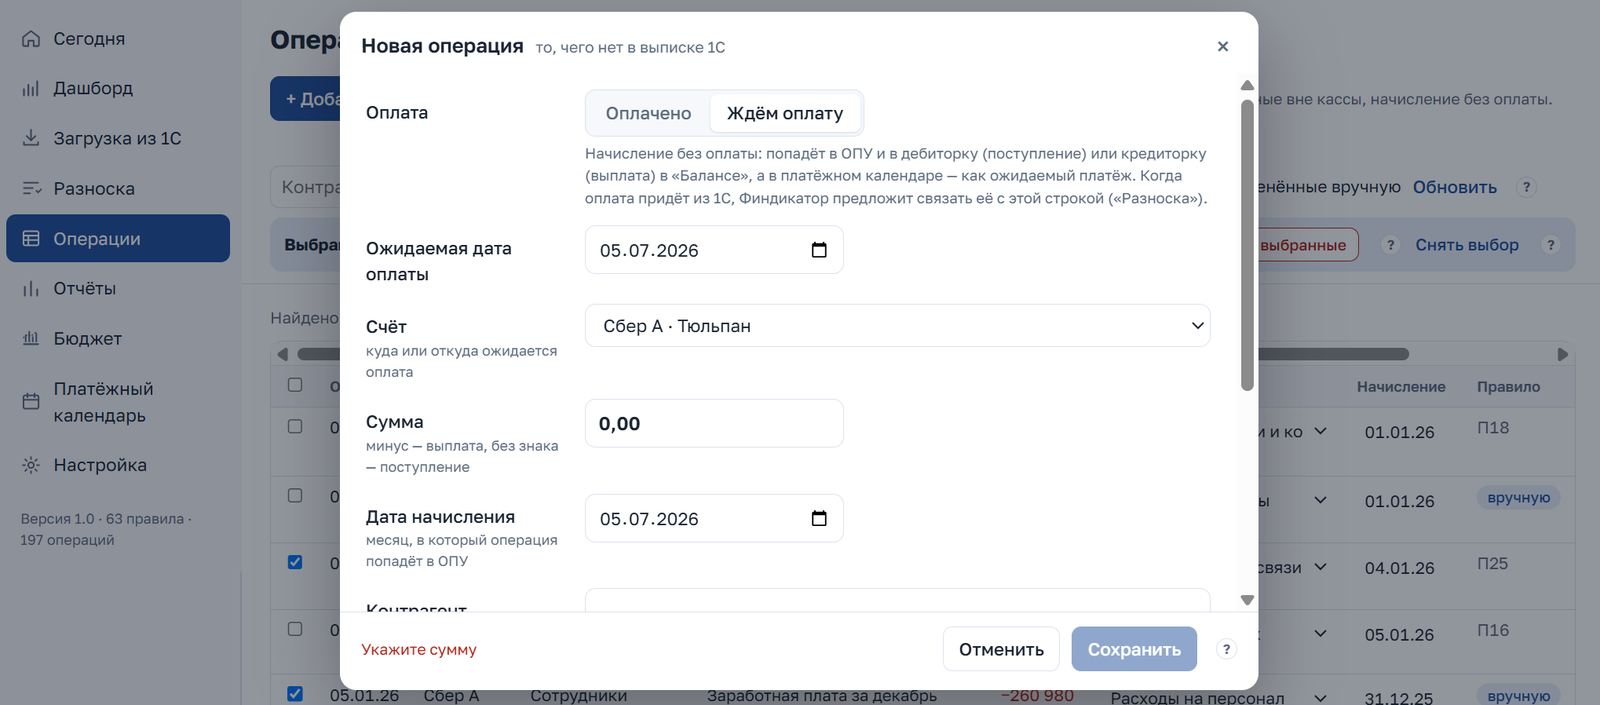 Сегодня
Дашборд
Загрузка из 1С
Разноска
Операции
Отчёты
Бюджет
Платёжный
календарь
Настройка
Версия 1.0 · 63 правила ·
197 операций
Новая операция то, чего нет в выписке 1С
×
Оплата
Оплачено Ждём оплату
Начисление без оплаты: попадёт в ОПУ и в дебиторку (поступление) или кредиторку
(выплата) в «Балансе», а в платёжном календаре — как ожидаемый платёж. Когда
оплата придёт из 1С, Финдикатор предложит связать её с этой строкой («Разноска»).
Ожидаемая дата
оплаты
05.07.2026
Счёт
куда или откуда ожидается
оплата
Сбер А · Тюльпан
Сумма
минус — выплата, без знака
— поступление
0,00
Дата начисления
месяц, в который операция
попадёт в ОПУ
05.07.2026
Контрагент
Укажите сумму
Отменить
Сохранить
?
вне кассы, начисление без оплаты.
вручную Обновить ?
выбранные ? Снять выбор ?
Найдено
Начисление Правило
и ко 01.01.26 П18
01.01.26 вручную
связи 04.01.26 П25
05.01.26 П16
05.01.26 Сбер А Сотрудники Заработная плата за декабрь −260 980 Расходы на персонал 31.12.25 вручную